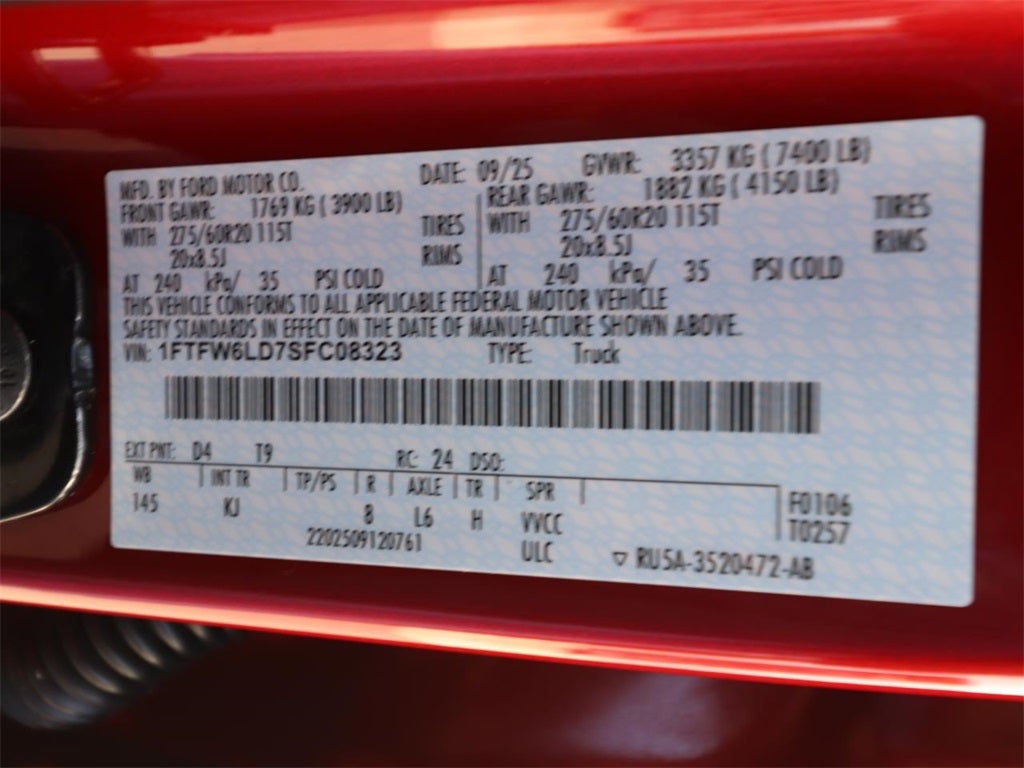 MFD. BY FORD MOTOR CO. DATE: 09/25 GVWR: 3357 KG ( 7400 LB)
FRONT GAWR: 1769 KG ( 3900 LB) REAR GAWR: 1882 KG ( 4150 LB)
WITH 275/60R20 115T TIRES WITH 275/60R20 115T TIRES
20x8.5J RIMS 20x8.5J RIMS
AT 240 kPa/ 35 PSI COLD AT 240 kPa/ 35 PSI COLD
THIS VEHICLE CONFORMS TO ALL APPLICABLE FEDERAL MOTOR VEHICLE
SAFETY STANDARDS IN EFFECT ON THE DATE OF MANUFACTURE SHOWN ABOVE.
VIN: 1FTFW6LD7SFC08323 TYPE: Truck
EXT PNT: D4 T9 RC: 24 DSO:
WB INT TR TP/PS R AXLE TR SPR F0106
145 KJ 8 L6 H VVCC T0257
2202509120761 ULC ▽ RU5A-3520472-AB